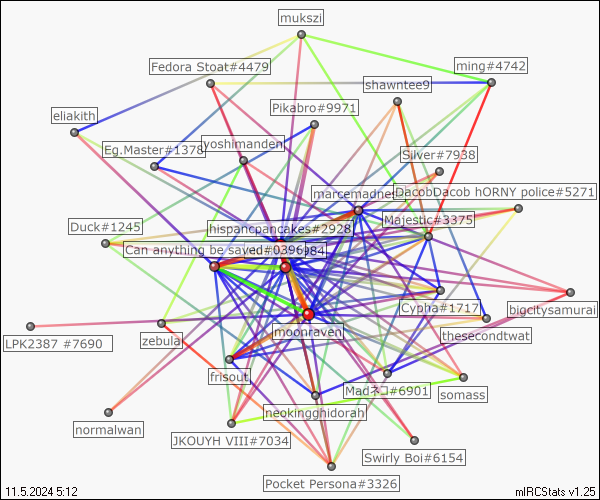 mukszi
Fedora Stoat#4479
ming#4742
shawntee9
Pikabro#9971
eliakith
yoshimanden
Eg.Master#1378
Silver#7938
marcemadness
DacobDacob hORNY police#5271
Duck#1245
hispancpancakes#2928
Majestic#3375
Can anything be saved#0396
984
Cypha#1717
bigcitysamurai
moonraven
thesecondtwat
LPK2387 #7690
zebula
frisout
Madネコ#6901
somass
neokingghidorah
normalwan
JKOUYH VIII#7034
Swirly Boi#6154
Pocket Persona#3326
11.5.2024 5:12
mIRCStats v1.25